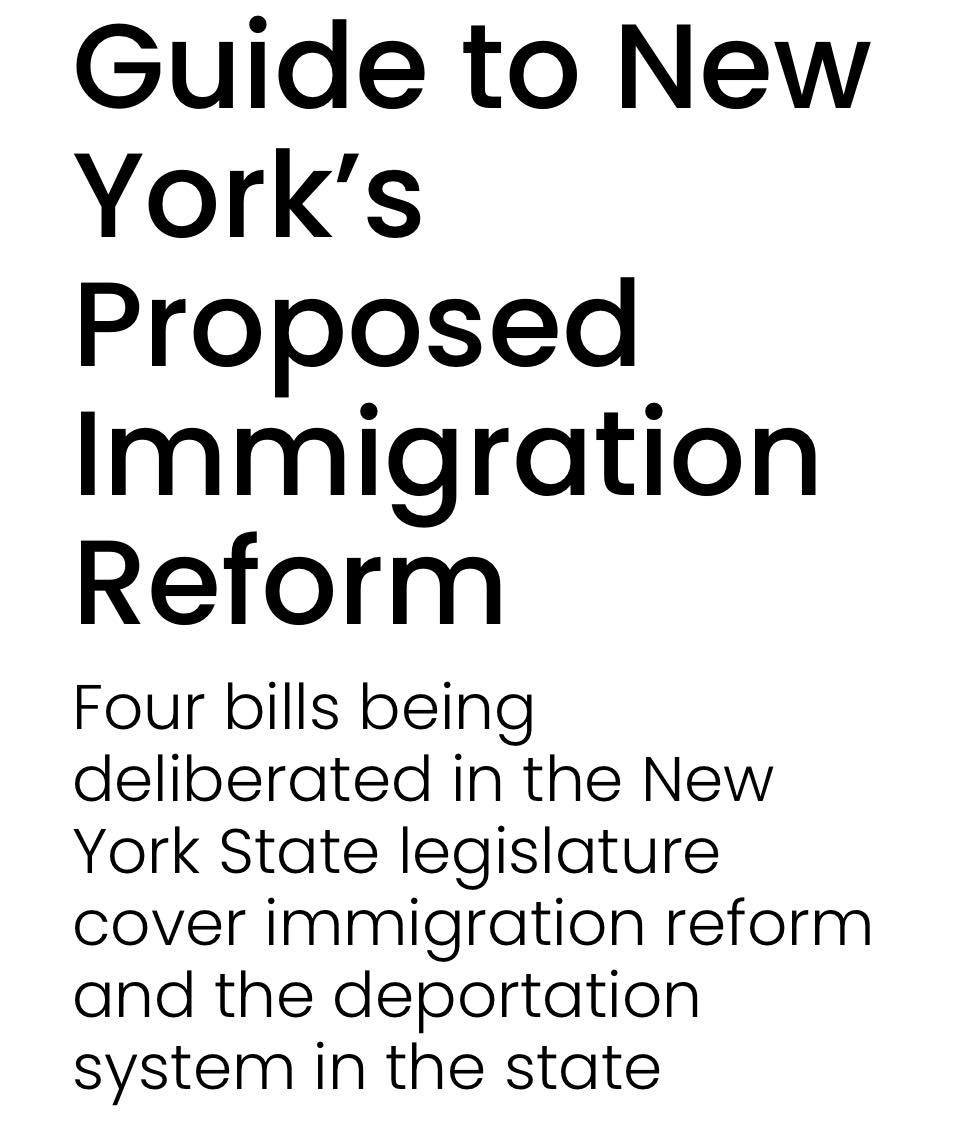 Guide to New
York’s
Proposed
Immigration
Reform
Four bills being
deliberated in the New
York State legislature
cover immigration reform
and the deportation
system in the state